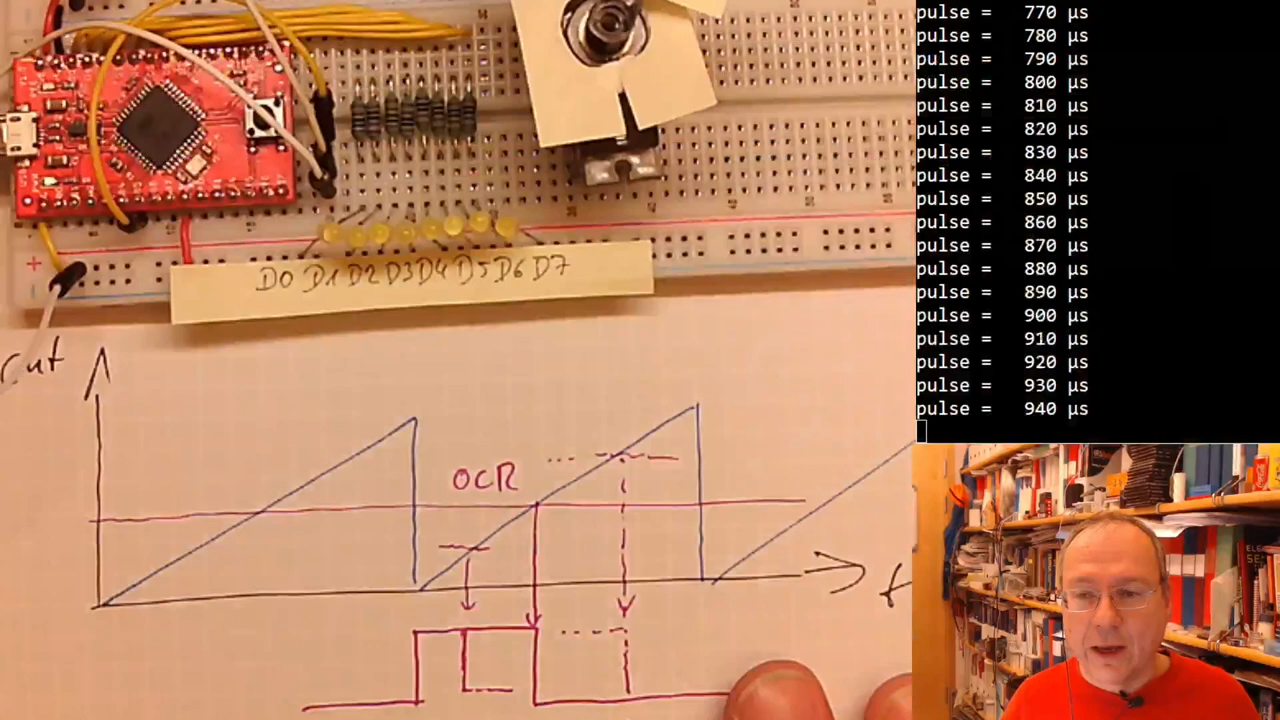 pulse =   770 µs
pulse =   780 µs
pulse =   790 µs
pulse =   800 µs
pulse =   810 µs
pulse =   820 µs
pulse =   830 µs
pulse =   840 µs
pulse =   850 µs
pulse =   860 µs
pulse =   870 µs
pulse =   880 µs
pulse =   890 µs
pulse =   900 µs
pulse =   910 µs
pulse =   920 µs
pulse =   930 µs
pulse =   940 µs
D0 D1 D2 D3 D4 D5 D6 D7
cnt
OCR
t